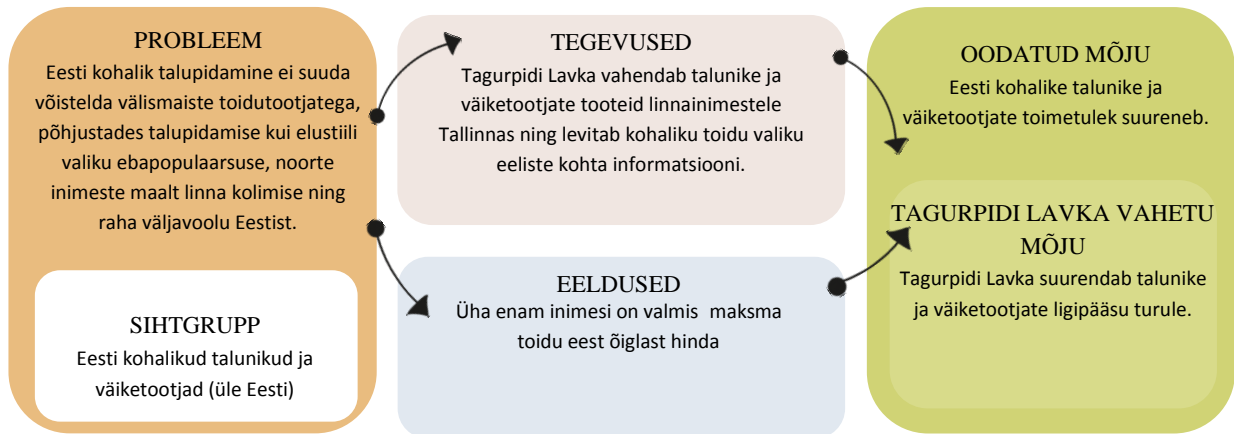 PROBLEEM
Eesti kohalik talupidamine ei suuda
võistelda välismaiste toidutootjatega,
põhjustades talupidamise kui elustiili
valiku ebapopulaarsuse, noorte
inimeste maalt linna kolimise ning
raha väljavoolu Eestist.
SIHTGRUPP
Eesti kohalikud talunikud ja
väiketootjad (üle Eesti)
TEGEVUSED
Tagurpidi Lavka vahendab talunike ja
väiketootjate tooteid linnainimestele
Tallinnas ning levitab kohaliku toidu valiku
eeliste kohta informatsiooni.
EELDUSED
Üha enam inimesi on valmis maksma
toidu eest õiglast hinda
OODATUD MÕJU
Eesti kohalike talunike ja
väiketootjate toimetulek suureneb.
TAGURPIDI LAVKA VAHETU
MÕJU
Tagurpidi Lavka suurendab talunike
ja väiketootjate ligipääsu turule.